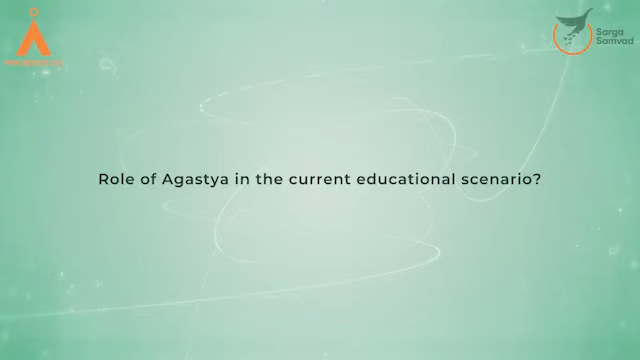 Sarga
Samvad
Role of Agastya in the current educational scenario?